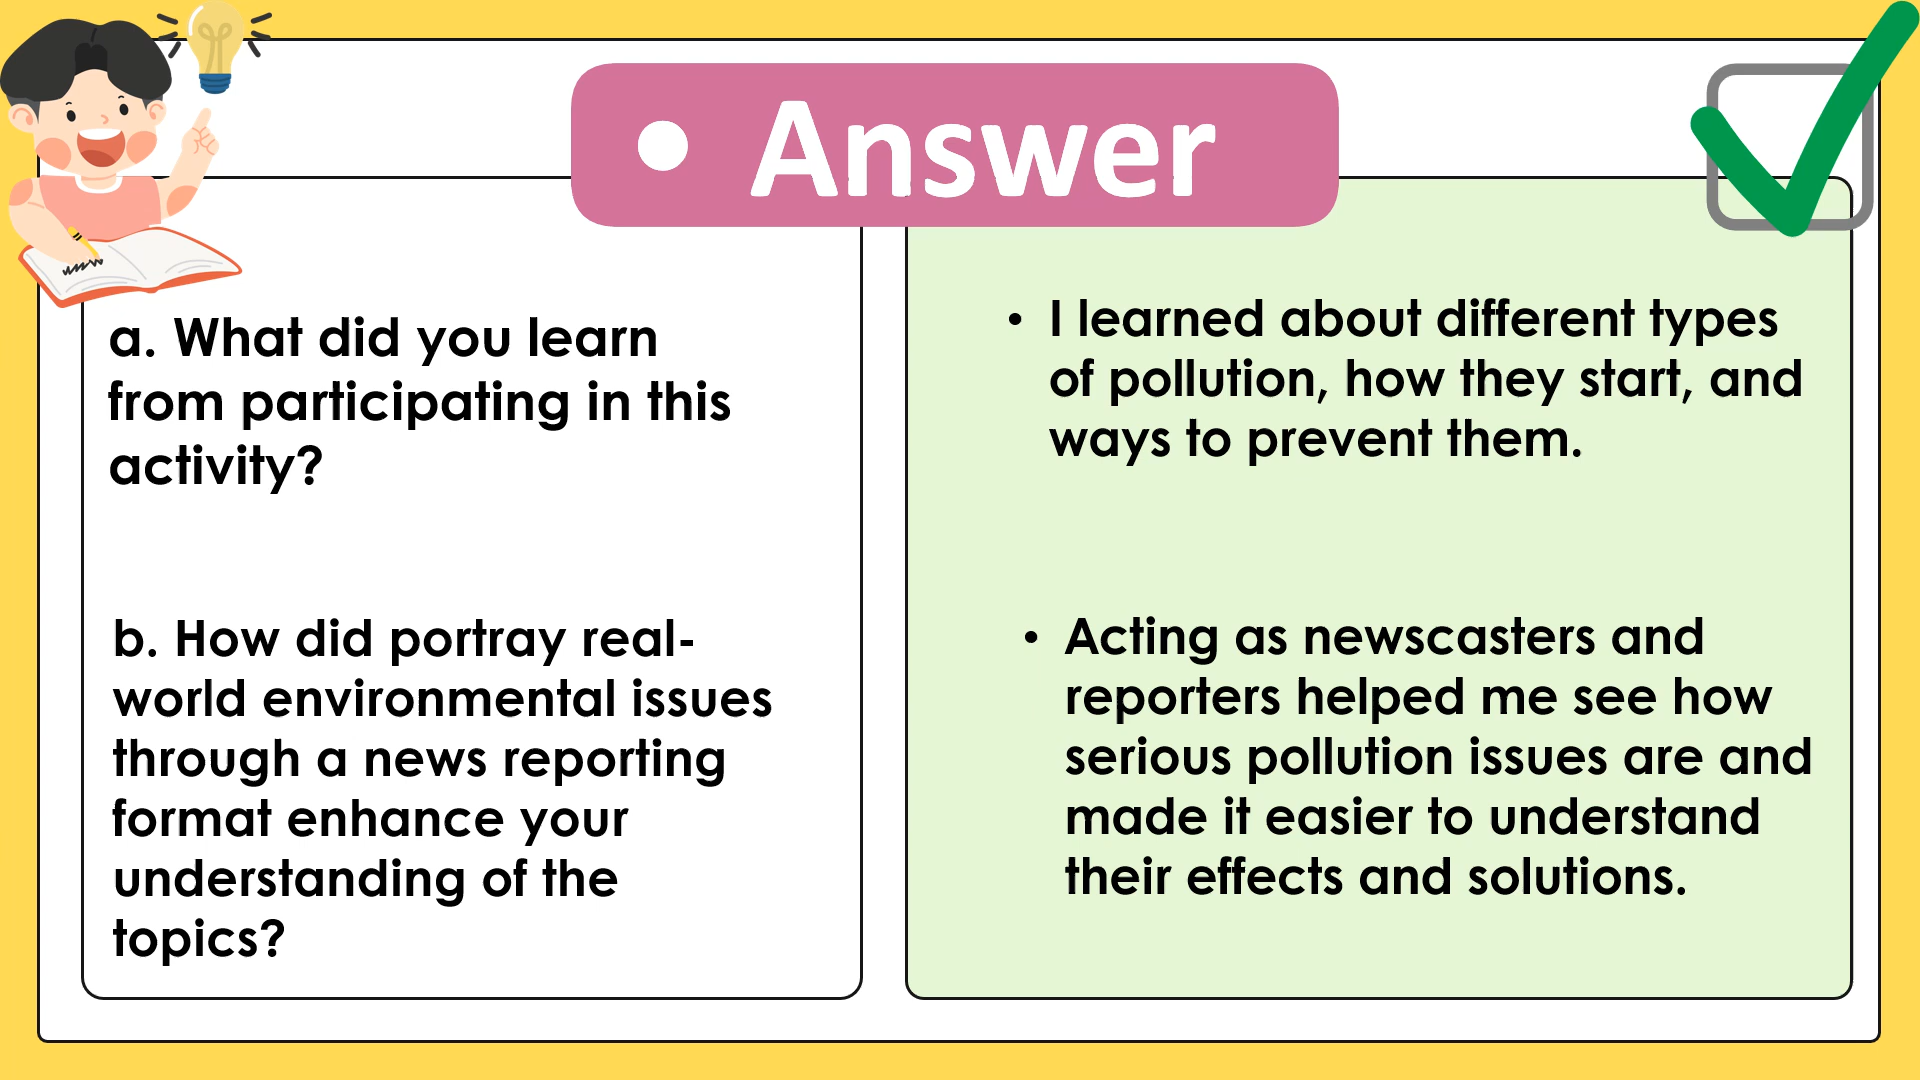 • Answer
a. What did you learn
from participating in this
activity?
• I learned about different types
of pollution, how they start, and
ways to prevent them.
b. How did portray real-
world environmental issues
through a news reporting
format enhance your
understanding of the
topics?
• Acting as newscasters and
reporters helped me see how
serious pollution issues are and
made it easier to understand
their effects and solutions.